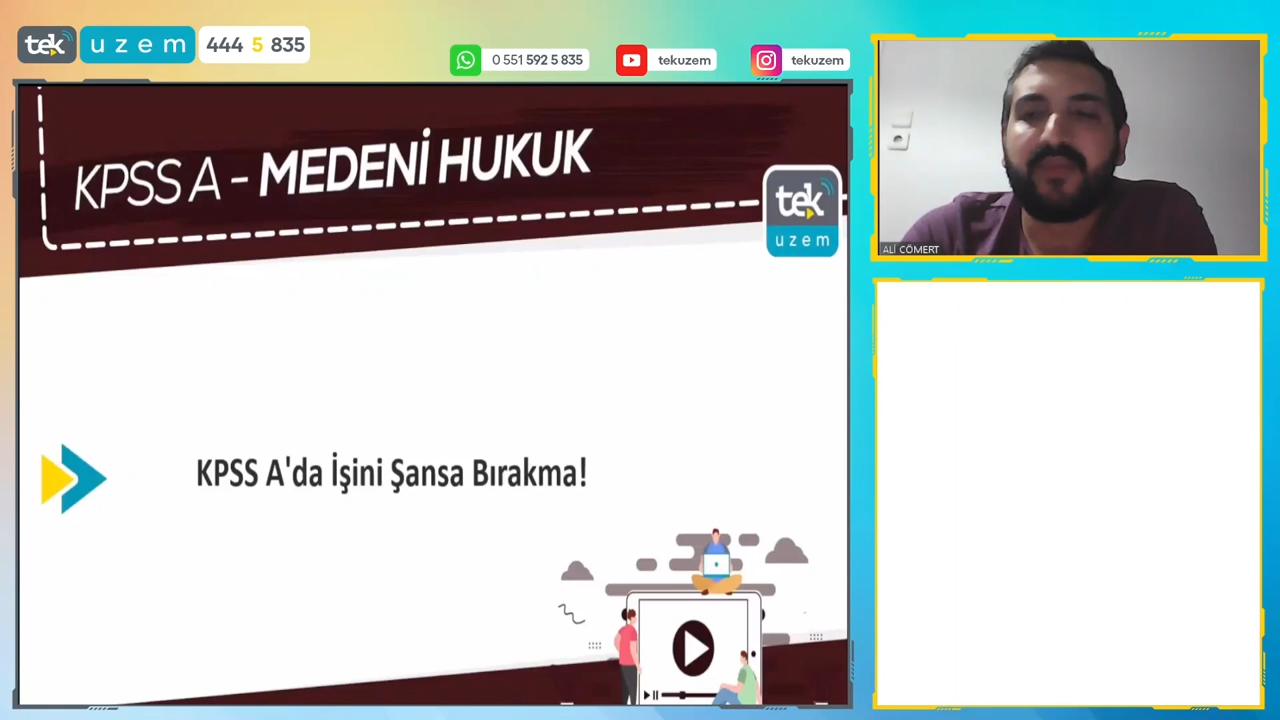 tek uzem 444 5 835
0 551 592 5 835
tekuzem
tekuzem
KPSS A - MEDENİ HUKUK
tek
uzem
KPSS A'da İşini Şansa Bırakma!
ALİ CÖMERT